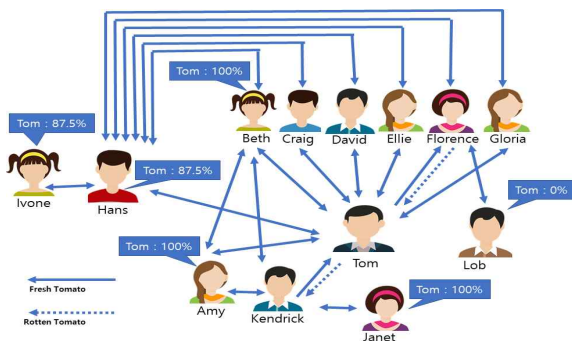 Tom : 100%
Tom : 87.5%
Beth
Craig
David
Ellie
Florence
Gloria
Tom : 87.5%
Ivone
Hans
Tom : 0%
Tom : 100%
Tom
Lob
Fresh Tomato
Amy
Kendrick
Tom : 100%
Rotten Tomato
Janet